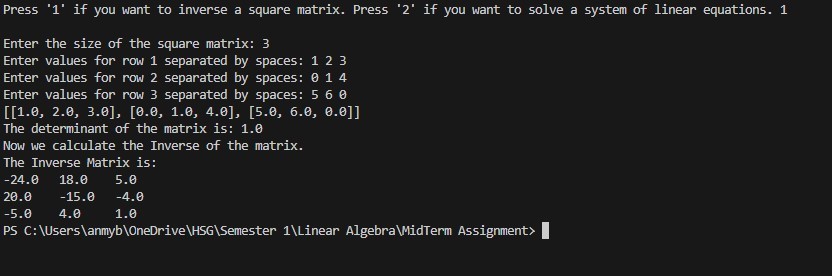 Press '1' if you want to inverse a square matrix. Press '2' if you want to solve a system of linear equations. 1
Enter the size of the square matrix: 3
Enter values for row 1 separated by spaces: 1 2 3
Enter values for row 2 separated by spaces: 0 1 4
Enter values for row 3 separated by spaces: 5 6 0
[[1.0, 2.0, 3.0], [0.0, 1.0, 4.0], [5.0, 6.0, 0.0]]
The determinant of the matrix is: 1.0
Now we calculate the Inverse of the matrix.
The Inverse Matrix is:
-24.0   18.0    5.0
20.0    -15.0   -4.0
-5.0    4.0     1.0
PS C:\Users\anmyb\OneDrive\HSG\Semester 1\Linear Algebra\MidTerm Assignment>